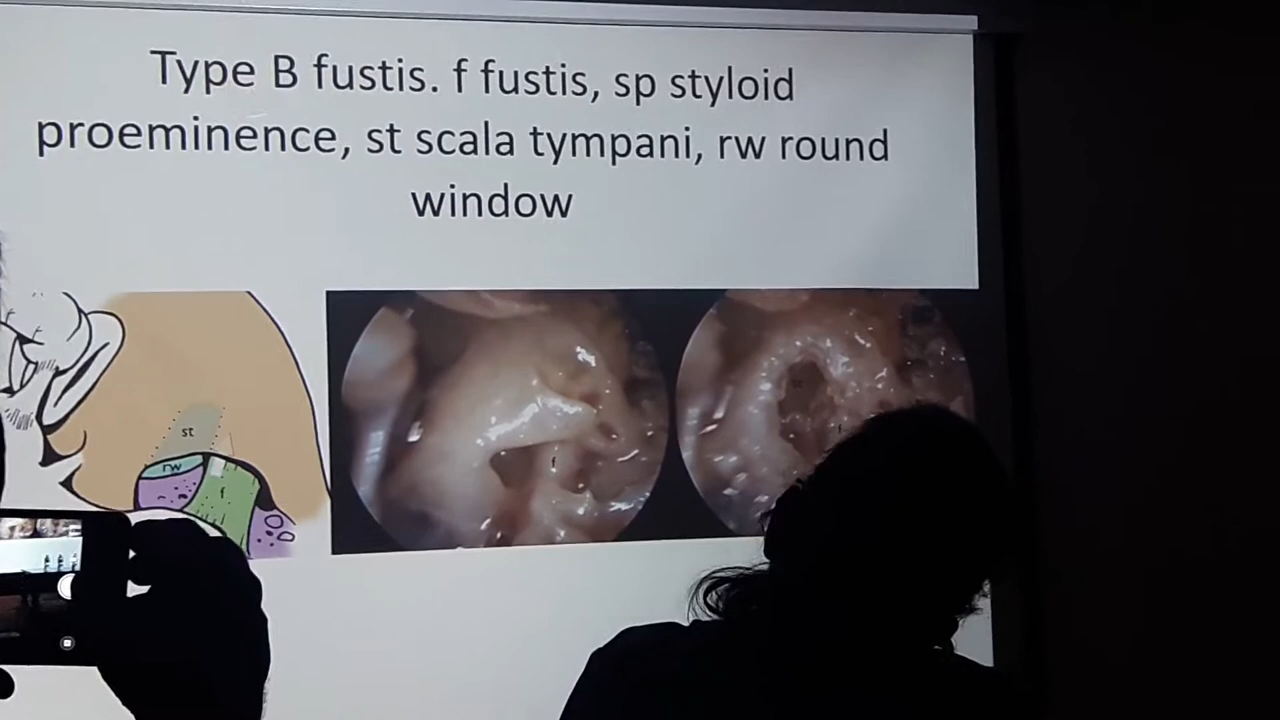 Type B fustis. f fustis, sp styloid
proeminence, st scala tympani, rw round
window
st
rw
f
f